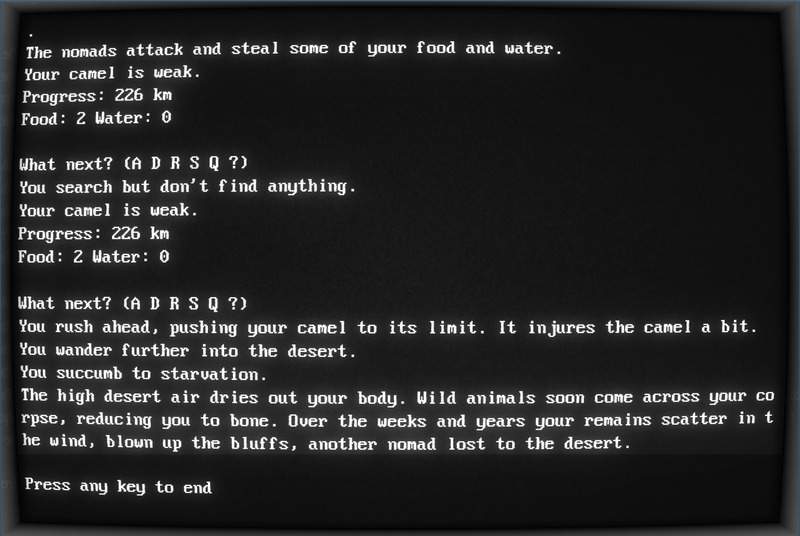 .
The nomads attack and steal some of your food and water.
Your camel is weak.
Progress: 226 km
Food: 2 Water: 0
What next? (A D R S Q ?)
You search but don't find anything.
Your camel is weak.
Progress: 226 km
Food: 2 Water: 0
What next? (A D R S Q ?)
You rush ahead, pushing your camel to its limit. It injures the camel a bit.
You wander further into the desert.
You succumb to starvation.
The high desert air dries out your body. Wild animals soon come across your co
rpse, reducing you to bone. Over the weeks and years your remains scatter in t
he wind, blown up the bluffs, another nomad lost to the desert.
Press any key to end